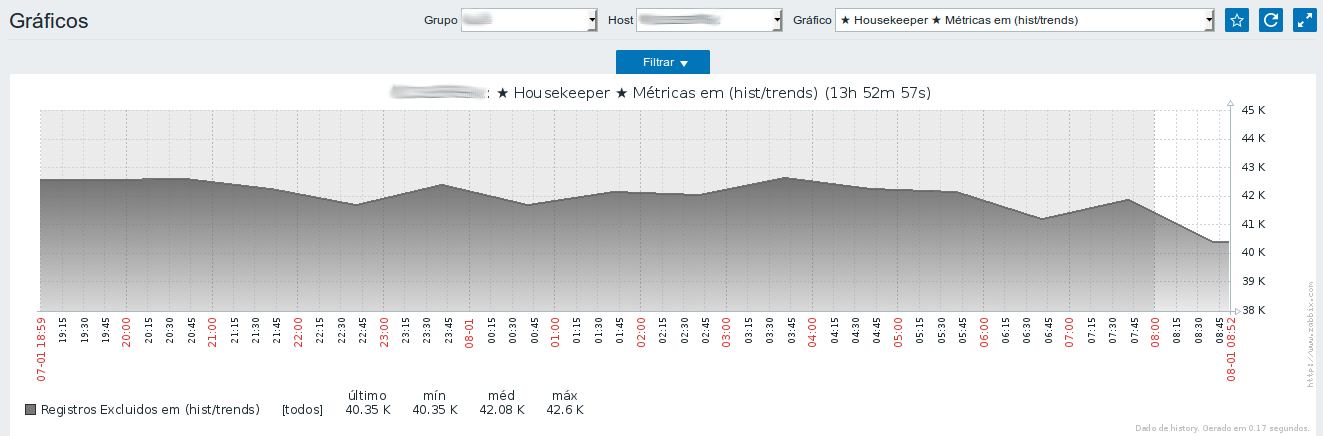 Gráficos Grupo Host Gráfico ★ Housekeeper ★ Métricas em (hist/trends)
Filtrar
: ★ Housekeeper ★ Métricas em (hist/trends) (13h 52m 57s)
45 K
44 K
43 K
42 K
41 K
40 K
39 K
38 K
07-01 18:59 19:15 19:30 19:45 20:00 20:15 20:30 20:45 21:00 21:15 21:30 21:45 22:00 22:15 22:30 22:45 23:00 23:15 23:30 23:45 08-01 00:15 00:30 00:45 01:00 01:15 01:30 01:45 02:00 02:15 02:30 02:45 03:00 03:15 03:30 03:45 04:00 04:15 04:30 04:45 05:00 05:15 05:30 05:45 06:00 06:15 06:30 06:45 07:00 07:15 07:30 07:45 08:00 08:15 08:30 08:45 08-01 08:52
http://www.zabbix.com
último mín méd máx
Registros Excluidos em (hist/trends) [todos] 40.35 K 40.35 K 42.08 K 42.6 K
Dado de history. Gerado em 0.17 segundos.